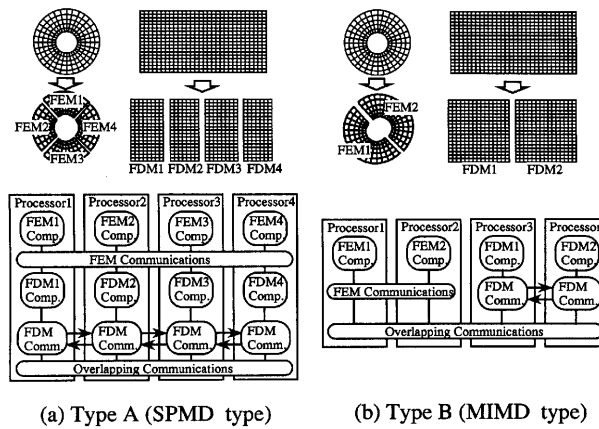 FEM1
FEM2
FEM4
FEM3
FDM1 FDM2 FDM3 FDM4
Processor1 Processor2 Processor3 Processor4
FEM1 Comp.
FEM2 Comp.
FEM3 Comp.
FEM4 Comp.
FEM Communications
FDM1 Comp.
FDM2 Comp.
FDM3 Comp.
FDM4 Comp.
FDM Comm.
FDM Comm.
FDM Comm.
FDM Comm.
Overlapping Communications
(a) Type A (SPMD type)
FEM2
FEM1
FDM1 FDM2
Processor1 Processor2 Processor3 Processor
FEM1 Comp.
FEM2 Comp.
FDM1 Comp.
FDM2 Comp.
FEM Communications
FDM Comm.
FDM Comm.
Overlapping Communications
(b) Type B (MIMD type)